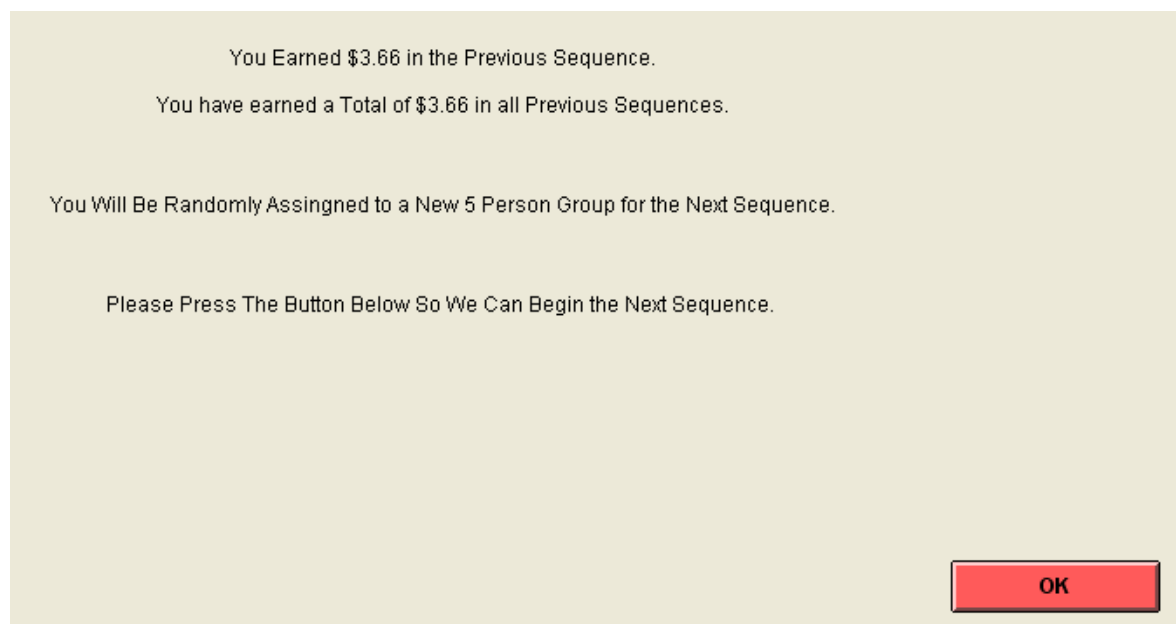 You Earned $3.66 in the Previous Sequence.
You have earned a Total of $3.66 in all Previous Sequences.
You Will Be Randomly Assingned to a New 5 Person Group for the Next Sequence.
Please Press The Button Below So We Can Begin the Next Sequence.
OK